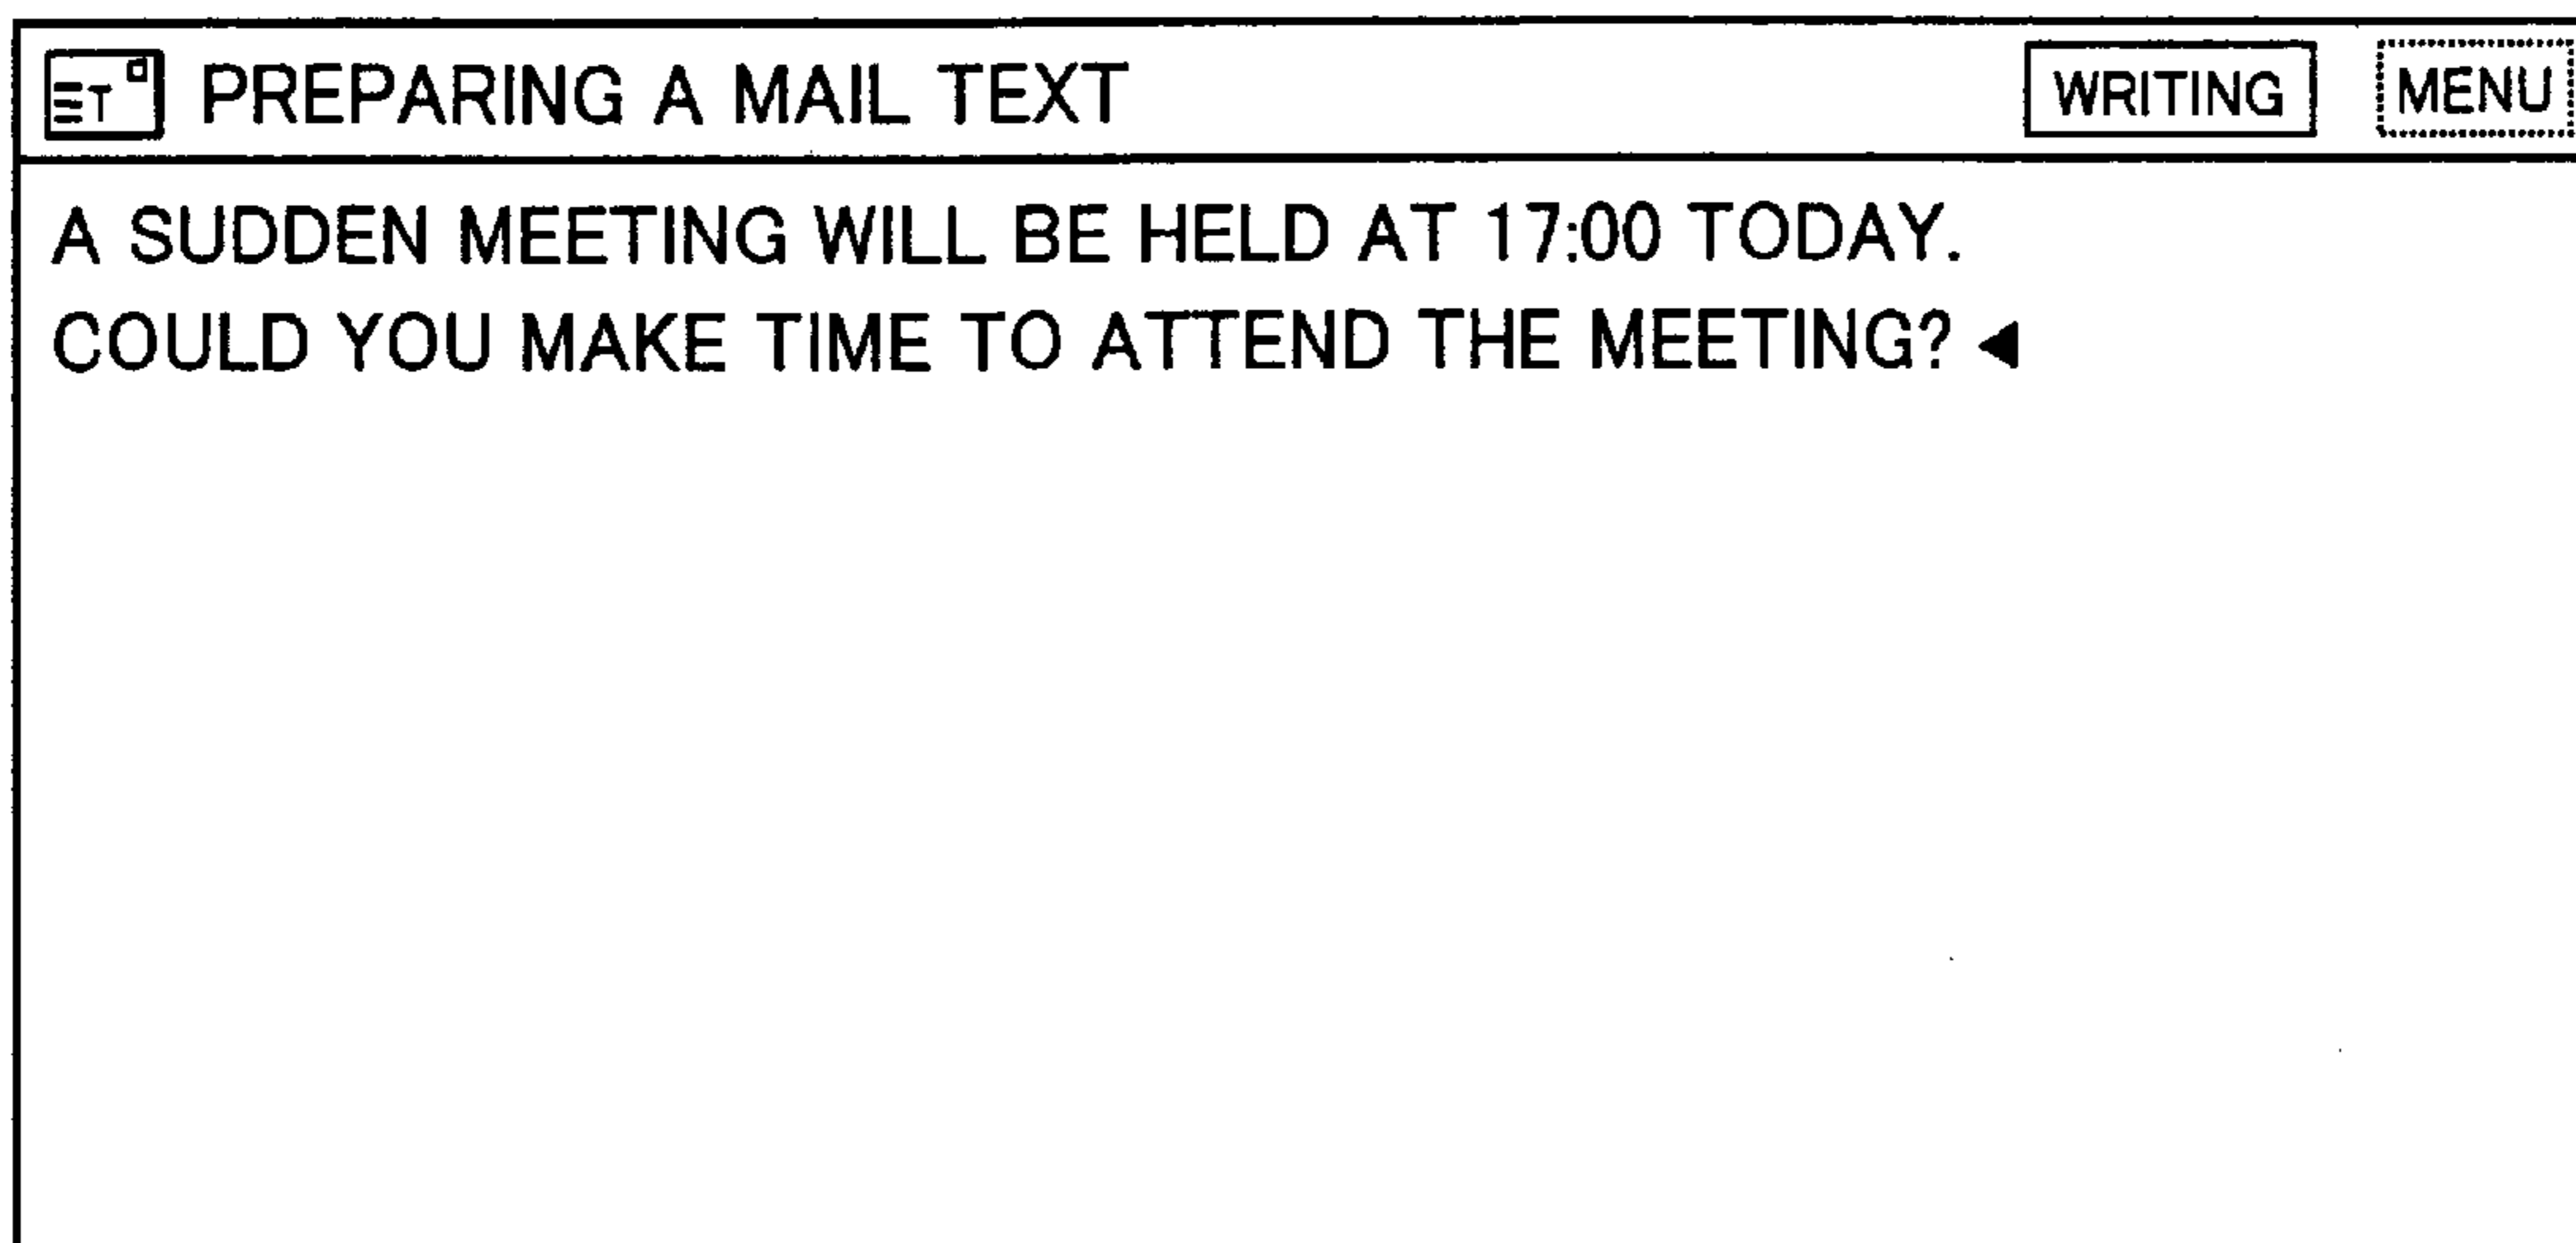 PREPARING A MAIL TEXT WRITING MENU
A SUDDEN MEETING WILL BE HELD AT 17:00 TODAY.
COULD YOU MAKE TIME TO ATTEND THE MEETING? ◀